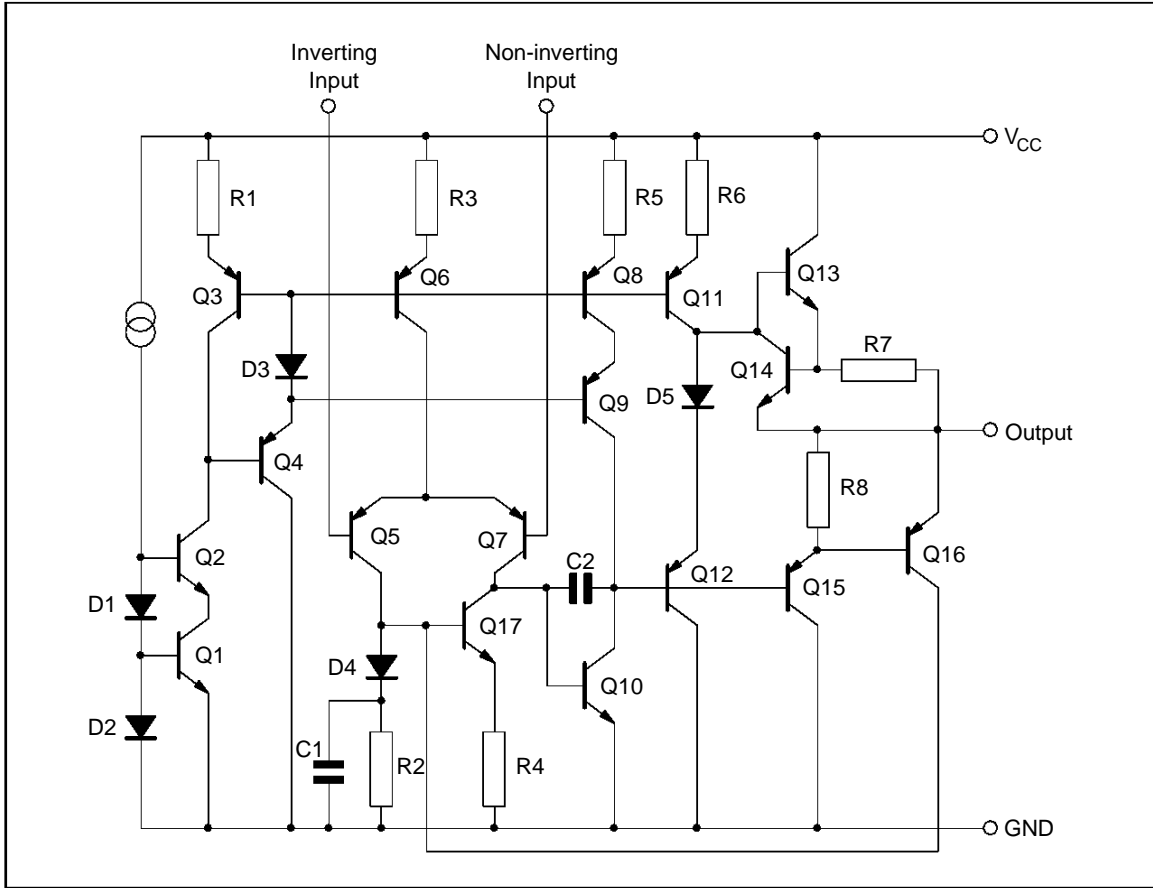 Inverting
Input
Non-inverting
Input
VCC
R1
R3
R5
R6
Q3
Q6
Q8
Q11
Q13
D3
Q14
R7
Q9
D5
Output
Q4
R8
Q5
Q7
Q2
C2
Q12
Q15
Q16
D1
Q17
Q1
D4
Q10
D2
C1
R2
R4
GND